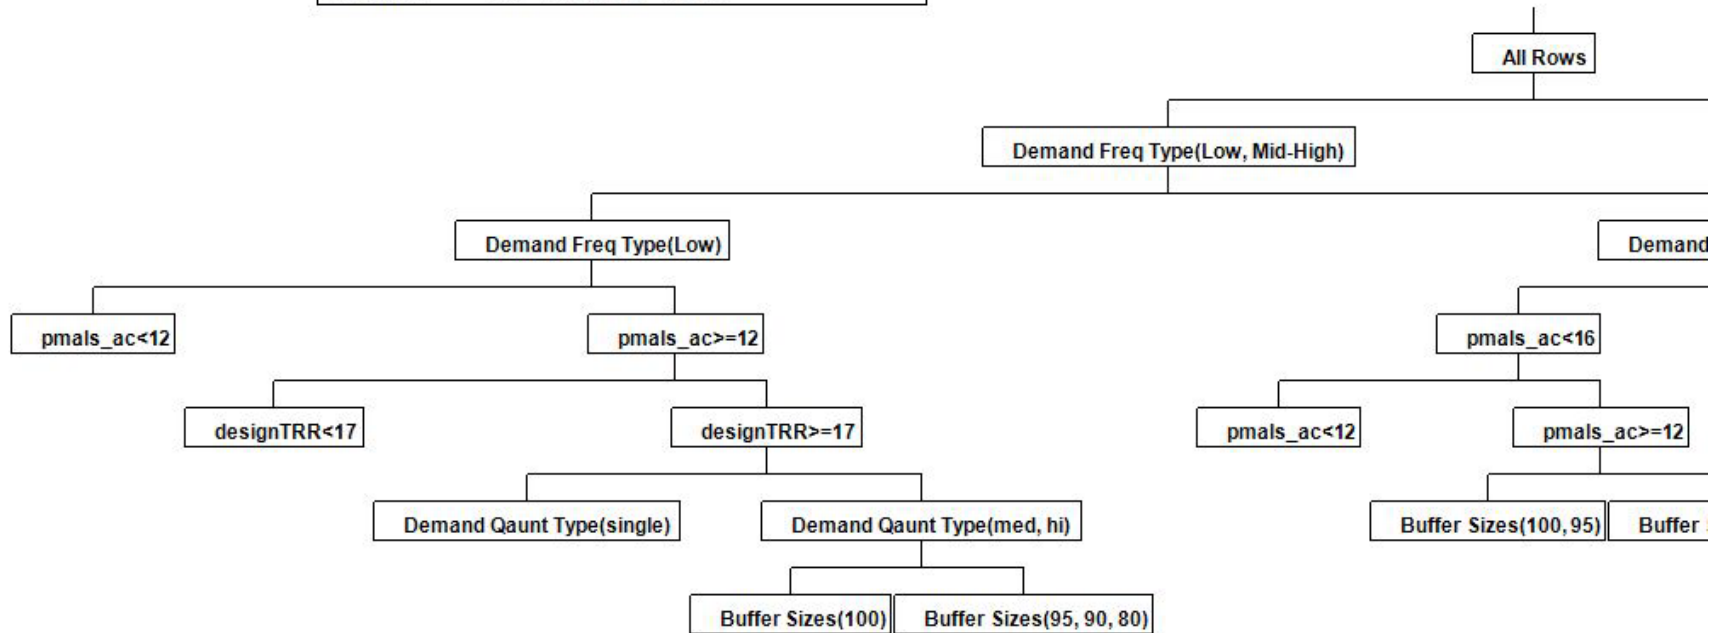 All Rows
Demand Freq Type(Low, Mid-High)
Demand Freq Type(Low)
Demand
pmals_ac<12
pmals_ac>=12
pmals_ac<16
designTRR<17
designTRR>=17
pmals_ac<12
pmals_ac>=12
Demand Qaunt Type(single)
Demand Qaunt Type(med, hi)
Buffer Sizes(100, 95)
Buffer
Buffer Sizes(100)
Buffer Sizes(95, 90, 80)